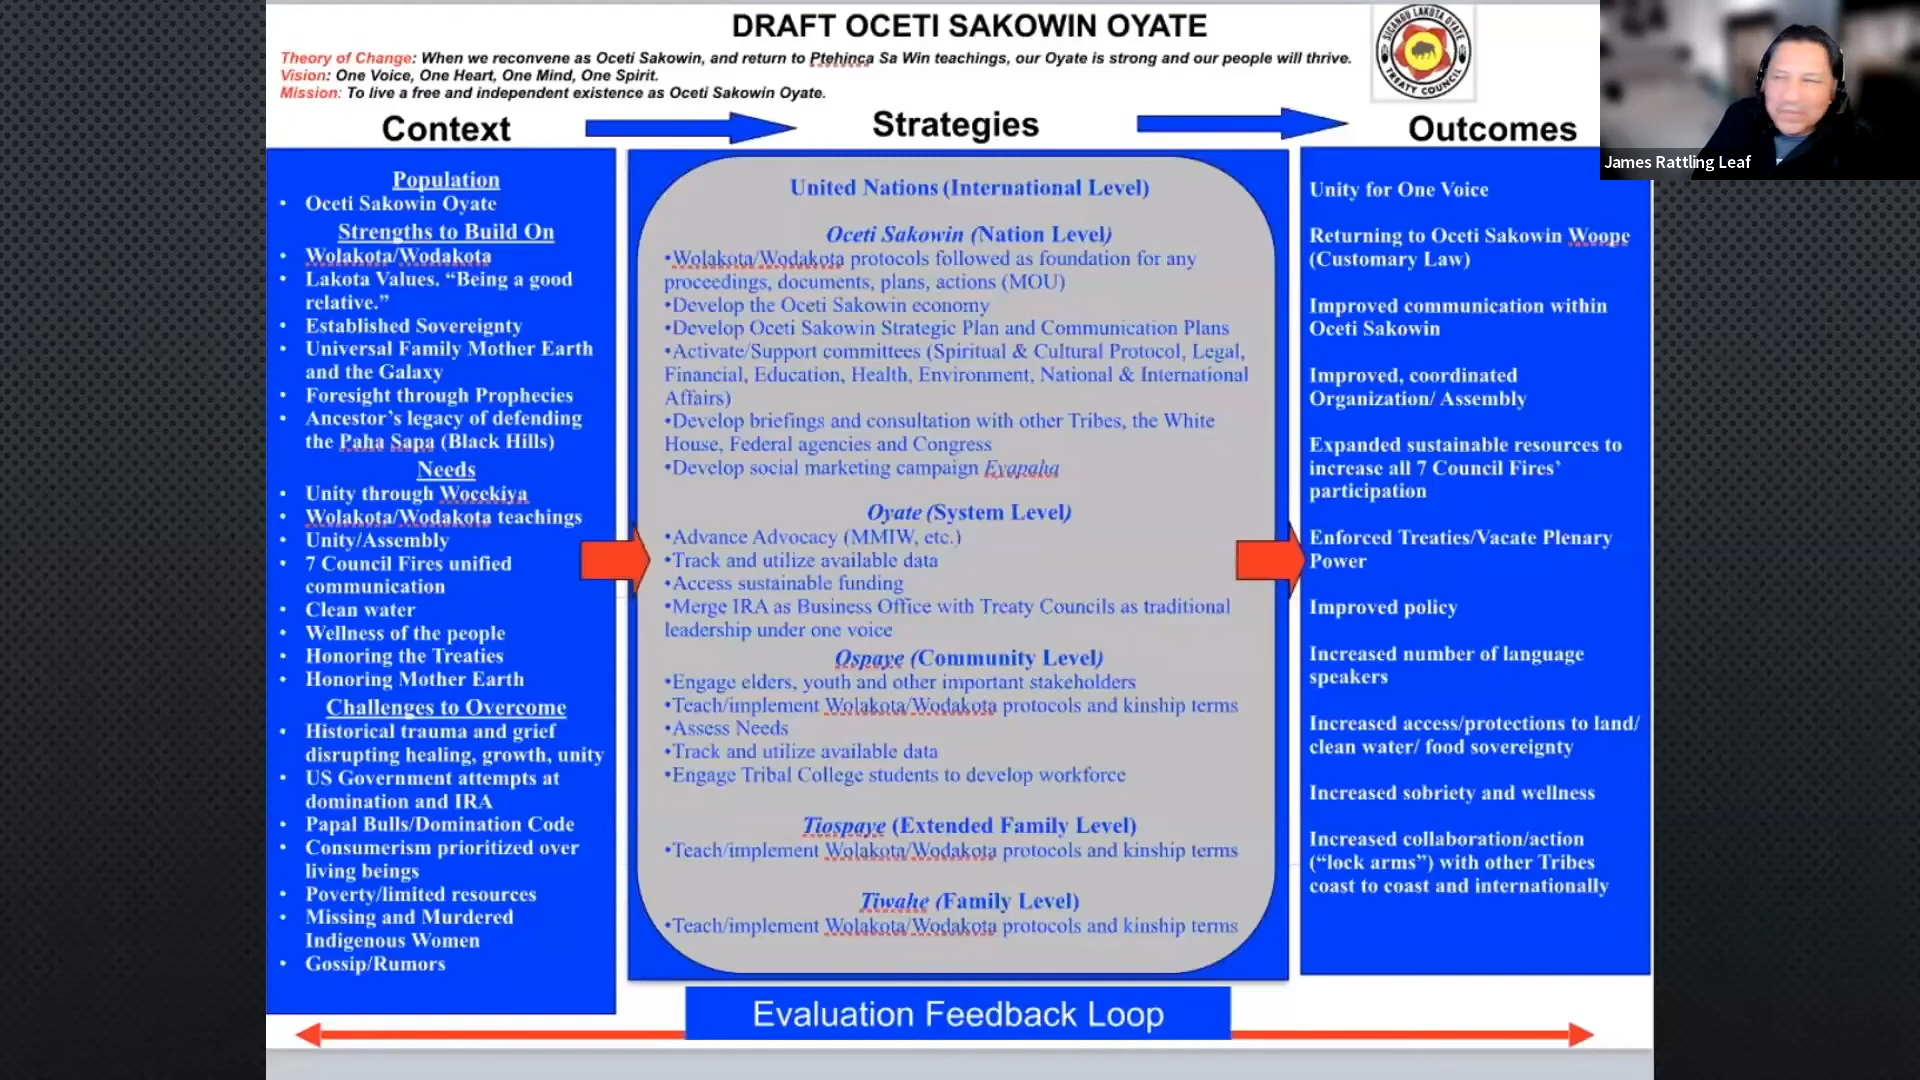 DRAFT OCETI SAKOWIN OYATE
Theory of Change: When we reconvene as Oceti Sakowin, and return to Ptehinca Sa Win teachings, our Oyate is strong and our people will thrive.
Vision: One Voice, One Heart, One Mind, One Spirit.
Mission: To live a free and independent existence as Oceti Sakowin Oyate.
SICANGU LAKOTA OYATE
TREATY COUNCIL
James Rattling Leaf
Context
Strategies
Outcomes
Population
• Oceti Sakowin Oyate
Strengths to Build On
• Wolakota/Wodakota
• Lakota Values. “Being a good
relative.”
• Established Sovereignty
• Universal Family Mother Earth
and the Galaxy
• Foresight through Prophecies
• Ancestor’s legacy of defending
the Paha Sapa (Black Hills)
Needs
• Unity through Wocekiya
• Wolakota/Wodakota teachings
• Unity/Assembly
• 7 Council Fires unified
communication
• Clean water
• Wellness of the people
• Honoring the Treaties
• Honoring Mother Earth
Challenges to Overcome
• Historical trauma and grief
disrupting healing, growth, unity
• US Government attempts at
domination and IRA
• Papal Bulls/Domination Code
• Consumerism prioritized over
living beings
• Poverty/limited resources
• Missing and Murdered
Indigenous Women
• Gossip/Rumors
United Nations (International Level)
Oceti Sakowin (Nation Level)
•Wolakota/Wodakota protocols followed as foundation for any
proceedings, documents, plans, actions (MOU)
•Develop the Oceti Sakowin economy
•Develop Oceti Sakowin Strategic Plan and Communication Plans
•Activate/Support committees (Spiritual & Cultural Protocol, Legal,
Financial, Education, Health, Environment, National & International
Affairs)
•Develop briefings and consultation with other Tribes, the White
House, Federal agencies and Congress
•Develop social marketing campaign Eyapaha
Oyate (System Level)
•Advance Advocacy (MMIW, etc.)
•Track and utilize available data
•Access sustainable funding
•Merge IRA as Business Office with Treaty Councils as traditional
leadership under one voice
Ospaye (Community Level)
•Engage elders, youth and other important stakeholders
•Teach/implement Wolakota/Wodakota protocols and kinship terms
•Assess Needs
•Track and utilize available data
•Engage Tribal College students to develop workforce
Tiospaye (Extended Family Level)
•Teach/implement Wolakota/Wodakota protocols and kinship terms
Tiwahe (Family Level)
•Teach/implement Wolakota/Wodakota protocols and kinship terms
Unity for One Voice
Returning to Oceti Sakowin Woope
(Customary Law)
Improved communication within
Oceti Sakowin
Improved, coordinated
Organization/ Assembly
Expanded sustainable resources to
increase all 7 Council Fires’
participation
Enforced Treaties/Vacate Plenary
Power
Improved policy
Increased number of language
speakers
Increased access/protections to land/
clean water/ food sovereignty
Increased sobriety and wellness
Increased collaboration/action
(“lock arms”) with other Tribes
coast to coast and internationally
Evaluation Feedback Loop